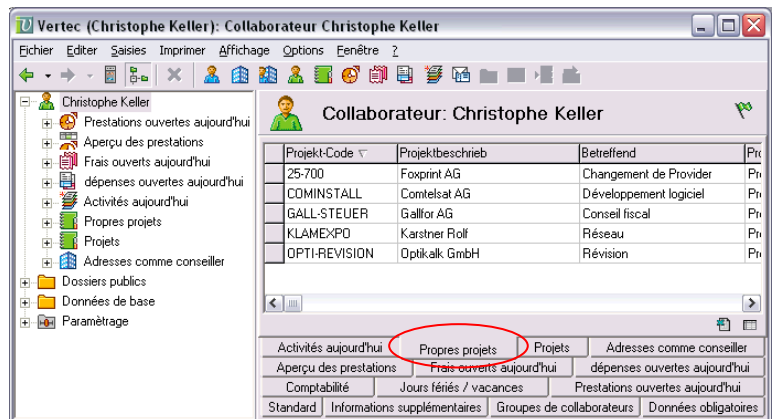 Vertec (Christophe Keller): Collaborateur Christophe Keller
Fichier Editer Saisies Imprimer Affichage Options Fenêtre ?
Christophe Keller
Prestations ouvertes aujourd'hui
Aperçu des prestations
Frais ouverts aujourd'hui
dépenses ouvertes aujourd'hui
Activités aujourd'hui
Propres projets
Projets
Adresses comme conseiller
Dossiers publics
Données de base
Paramètrage
Collaborateur: Christophe Keller
Projekt-Code Projektbeschrieb Betreffend Pro
25-700 Foxprint AG Changement de Provider Pro
COMINSTALL Comtelsat AG Développement logiciel Pro
GALL-STEUER Gallfor AG Conseil fiscal Pro
KLAMEXPO Karstner Rolf Réseau Pro
OPTI-REVISION Optikalk GmbH Révision Pro
Activités aujourd'hui Propres projets Projets Adresses comme conseiller
Aperçu des prestations Frais ouverts aujourd'hui dépenses ouvertes aujourd'hui
Comptabilité Jours fériés / vacances Prestations ouvertes aujourd'hui
Standard Informations supplémentaires Groupes de collaborateurs Données obligatoires